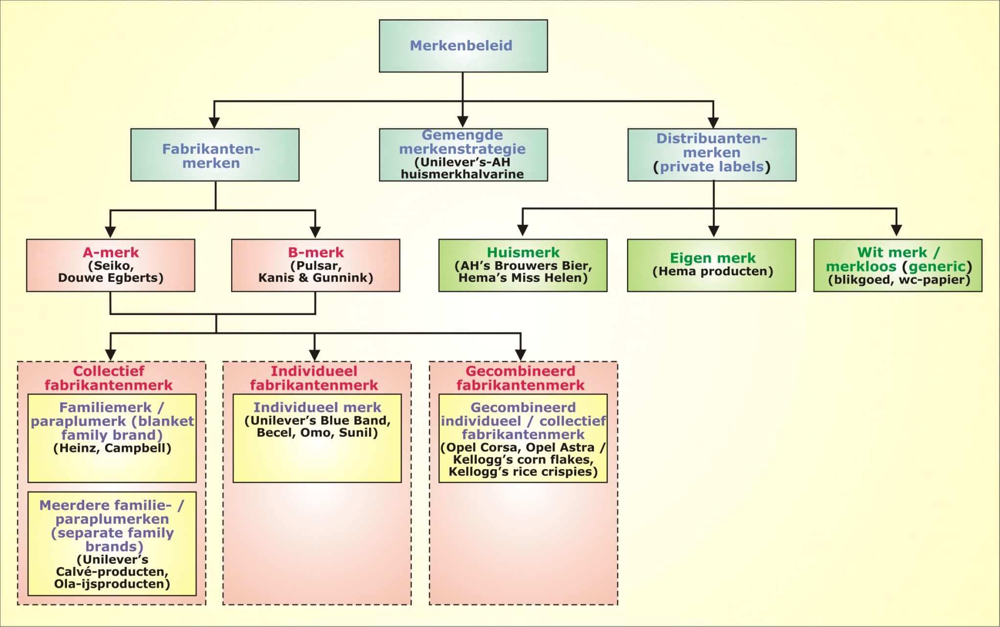 Merkenbeleid
Fabrikanten-
merken
Gemengde
merkenstrategie
(Unilever’s-AH
huismerkhalvarine
Distribuanten-
merken
(private labels)
A-merk
(Seiko,
Douwe Egberts)
B-merk
(Pulsar,
Kanis & Gunnink)
Huismerk
(AH’s Brouwers Bier,
Hema’s Miss Helen)
Eigen merk
(Hema producten)
Wit merk /
merkloos (generic)
(blikgoed, wc-papier)
Collectief
fabrikantenmerk
Familiemerk /
paraplumerk (blanket
family brand)
(Heinz, Campbell)
Meerdere familie- /
paraplumerken
(separate family
brands)
(Unilever’s
Calvé-producten,
Ola-ijsproducten)
Individueel
fabrikantenmerk
Individueel merk
(Unilever’s Blue Band,
Becel, Omo, Sunil)
Gecombineerd
fabrikantenmerk
Gecombineerd
individueel / collectief
fabrikantenmerk
(Opel Corsa, Opel Astra /
Kellogg’s corn flakes,
Kellogg’s rice crispies)